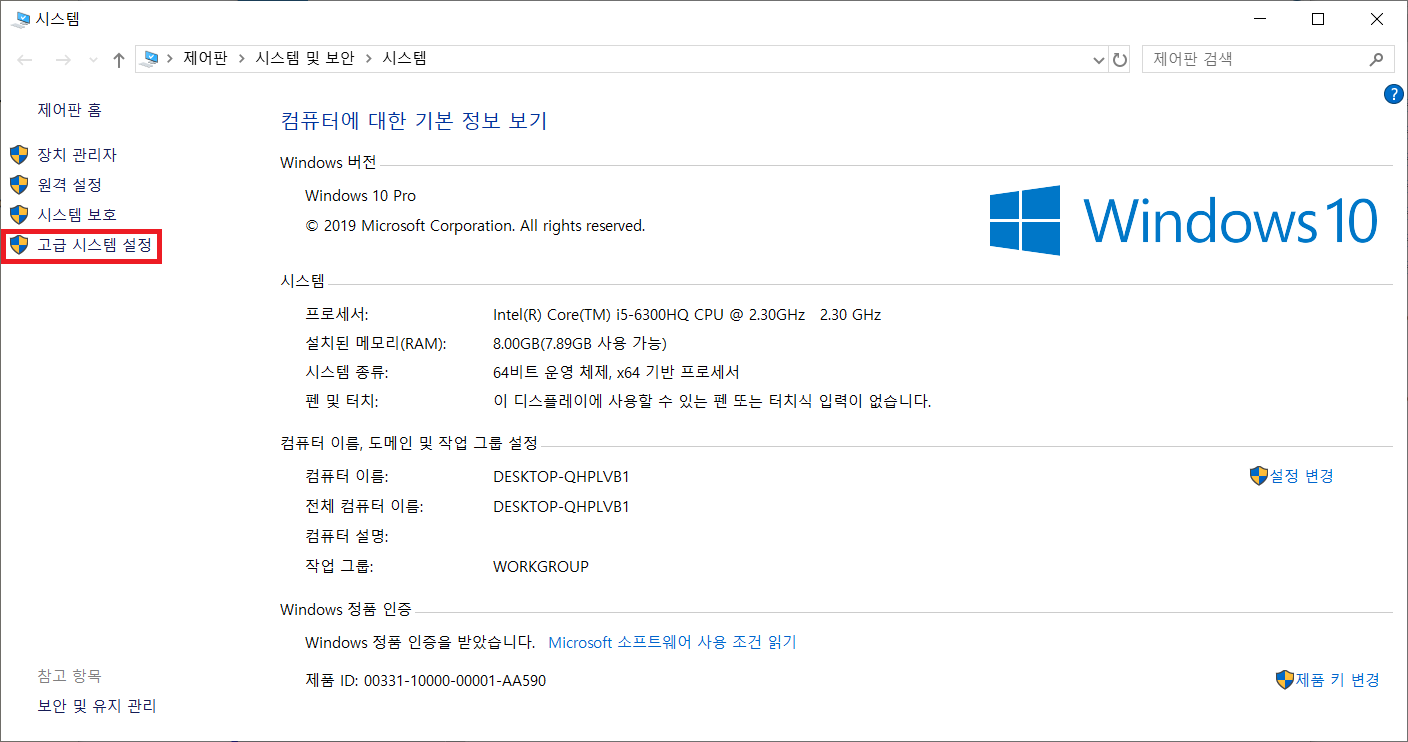 시스템
제어판 > 시스템 및 보안 > 시스템
제어판 검색
?
제어판 홈
장치 관리자
원격 설정
시스템 보호
고급 시스템 설정
컴퓨터에 대한 기본 정보 보기
Windows 버전
Windows 10 Pro
© 2019 Microsoft Corporation. All rights reserved.
Windows 10
시스템
프로세서: Intel(R) Core(TM) i5-6300HQ CPU @ 2.30GHz 2.30 GHz
설치된 메모리(RAM): 8.00GB(7.89GB 사용 가능)
시스템 종류: 64비트 운영 체제, x64 기반 프로세서
펜 및 터치: 이 디스플레이에 사용할 수 있는 펜 또는 터치식 입력이 없습니다.
컴퓨터 이름, 도메인 및 작업 그룹 설정
컴퓨터 이름: DESKTOP-QHPLVB1 설정 변경
전체 컴퓨터 이름: DESKTOP-QHPLVB1
컴퓨터 설명:
작업 그룹: WORKGROUP
Windows 정품 인증
Windows 정품 인증을 받았습니다. Microsoft 소프트웨어 사용 조건 읽기
제품 ID: 00331-10000-00001-AA590 제품 키 변경
참고 항목
보안 및 유지 관리